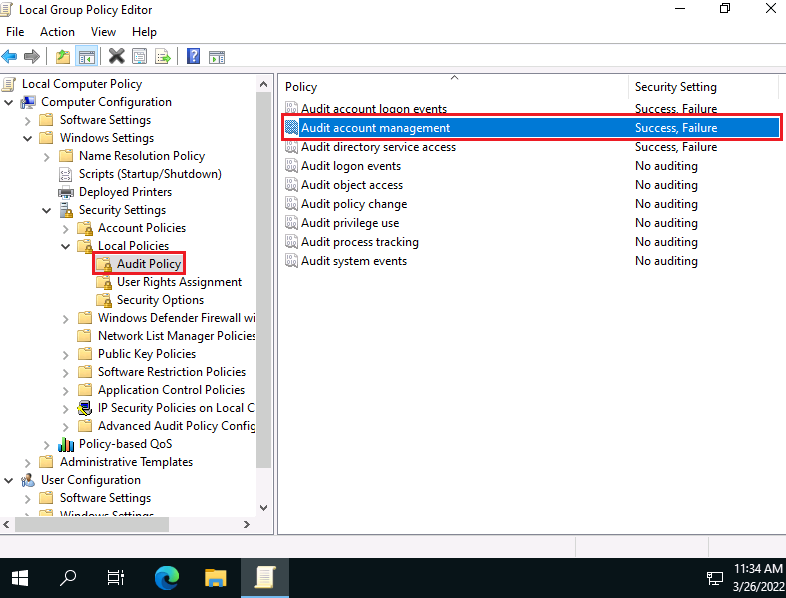 Local Group Policy Editor
File Action View Help
Local Computer Policy
Computer Configuration
Software Settings
Windows Settings
Name Resolution Policy
Scripts (Startup/Shutdown)
Deployed Printers
Security Settings
Account Policies
Local Policies
Audit Policy
User Rights Assignment
Security Options
Windows Defender Firewall wi
Network List Manager Policies
Public Key Policies
Software Restriction Policies
Application Control Policies
IP Security Policies on Local C
Advanced Audit Policy Config
Policy-based QoS
Administrative Templates
User Configuration
Software Settings
Windows Settings
Policy Security Setting
Audit account logon events Success, Failure
Audit account management Success, Failure
Audit directory service access Success, Failure
Audit logon events No auditing
Audit object access No auditing
Audit policy change No auditing
Audit privilege use No auditing
Audit process tracking No auditing
Audit system events No auditing
11:34 AM
3/26/2022